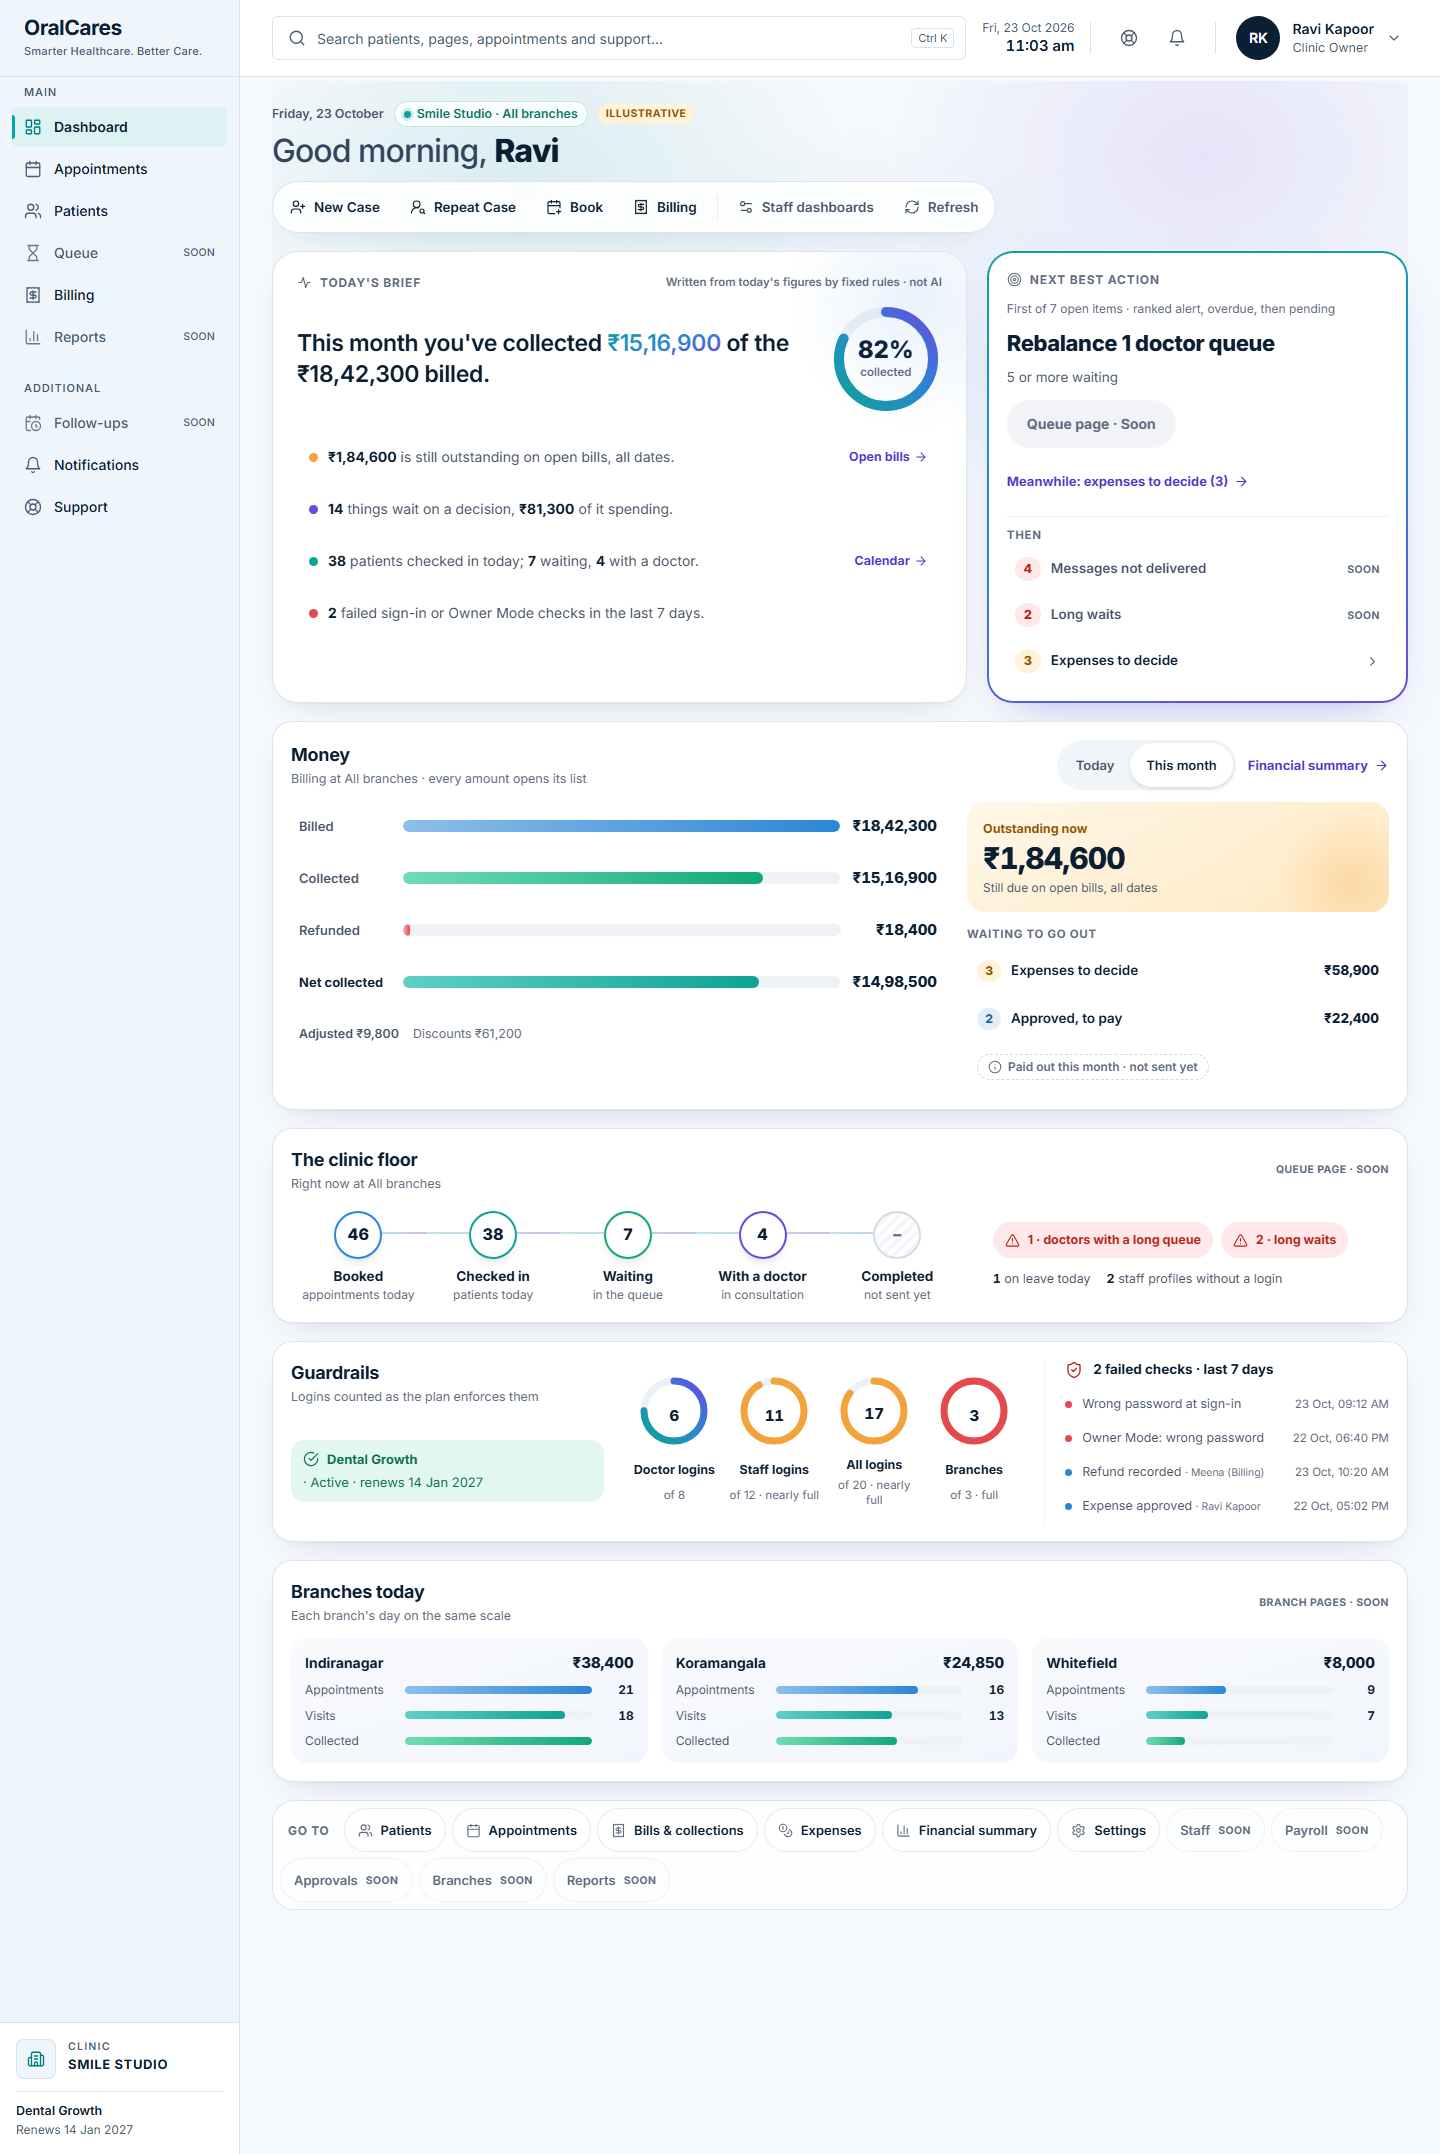 OralCares
Smarter Healthcare. Better Care.
MAIN
Dashboard
Appointments
Patients
Queue SOON
Billing
Reports SOON
ADDITIONAL
Follow-ups SOON
Notifications
Support
CLINIC
SMILE STUDIO
Dental Growth
Renews 14 Jan 2027
Search patients, pages, appointments and support... Ctrl K
Fri, 23 Oct 2026
11:03 am
RK
Ravi Kapoor
Clinic Owner
Friday, 23 October Smile Studio · All branches ILLUSTRATIVE
Good morning, Ravi
New Case Repeat Case Book Billing Staff dashboards Refresh
TODAY'S BRIEF Written from today's figures by fixed rules · not AI
This month you've collected ₹15,16,900 of the
₹18,42,300 billed.
82%
collected
₹1,84,600 is still outstanding on open bills, all dates. Open bills →
14 things wait on a decision, ₹81,300 of it spending.
38 patients checked in today; 7 waiting, 4 with a doctor. Calendar →
2 failed sign-in or Owner Mode checks in the last 7 days.
NEXT BEST ACTION
First of 7 open items · ranked alert, overdue, then pending
Rebalance 1 doctor queue
5 or more waiting
Queue page · Soon
Meanwhile: expenses to decide (3) →
THEN
4 Messages not delivered SOON
2 Long waits SOON
3 Expenses to decide
Money
Billing at All branches · every amount opens its list
Today This month Financial summary →
Billed ₹18,42,300
Collected ₹15,16,900
Refunded ₹18,400
Net collected ₹14,98,500
Adjusted ₹9,800 Discounts ₹61,200
Outstanding now
₹1,84,600
Still due on open bills, all dates
WAITING TO GO OUT
3 Expenses to decide ₹58,900
2 Approved, to pay ₹22,400
Paid out this month · not sent yet
The clinic floor
Right now at All branches
QUEUE PAGE · SOON
46 38 7 4 –
Booked Checked in Waiting With a doctor Completed
appointments today patients today in the queue in consultation not sent yet
1 · doctors with a long queue 2 · long waits
1 on leave today 2 staff profiles without a login
Guardrails
Logins counted as the plan enforces them
Dental Growth
· Active · renews 14 Jan 2027
6
Doctor logins
of 8
11
Staff logins
of 12 · nearly full
17
All logins
of 20 · nearly
full
3
Branches
of 3 · full
2 failed checks · last 7 days
Wrong password at sign-in 23 Oct, 09:12 AM
Owner Mode: wrong password 22 Oct, 06:40 PM
Refund recorded · Meena (Billing) 23 Oct, 10:20 AM
Expense approved · Ravi Kapoor 22 Oct, 05:02 PM
Branches today
Each branch's day on the same scale
BRANCH PAGES · SOON
Indiranagar ₹38,400
Appointments 21
Visits 18
Collected
Koramangala ₹24,850
Appointments 16
Visits 13
Collected
Whitefield ₹8,000
Appointments 9
Visits 7
Collected
GO TO Patients Appointments Bills & collections Expenses Financial summary Settings Staff SOON Payroll SOON
Approvals SOON Branches SOON Reports SOON